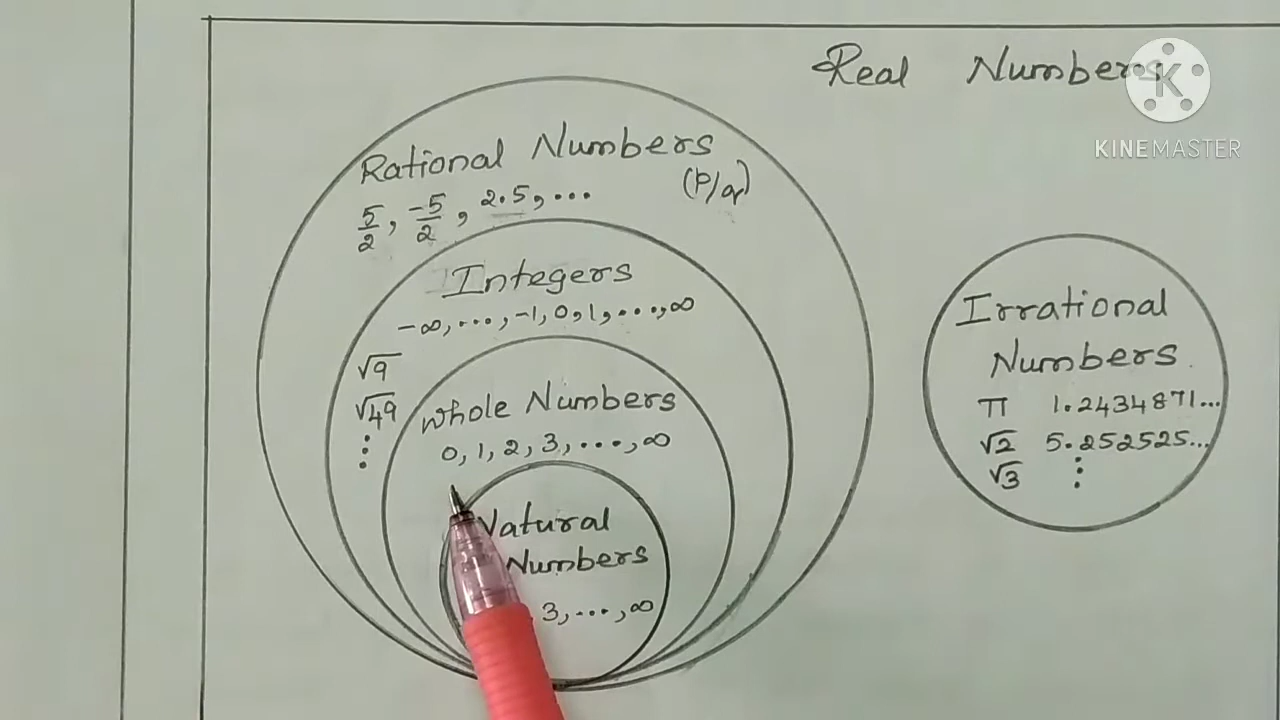 Real Numbers
KINEMASTER
Rational Numbers
(P/q)
5/2, -5/2, 2.5, ...
Integers
-∞, ..., -1, 0, 1, ..., ∞
√9
√49
⋮
Whole Numbers
0, 1, 2, 3, ..., ∞
Natural
Numbers
3, ..., ∞
Irrational
Numbers
π 1.2434871...
√2 5.252525...
√3 ⋮